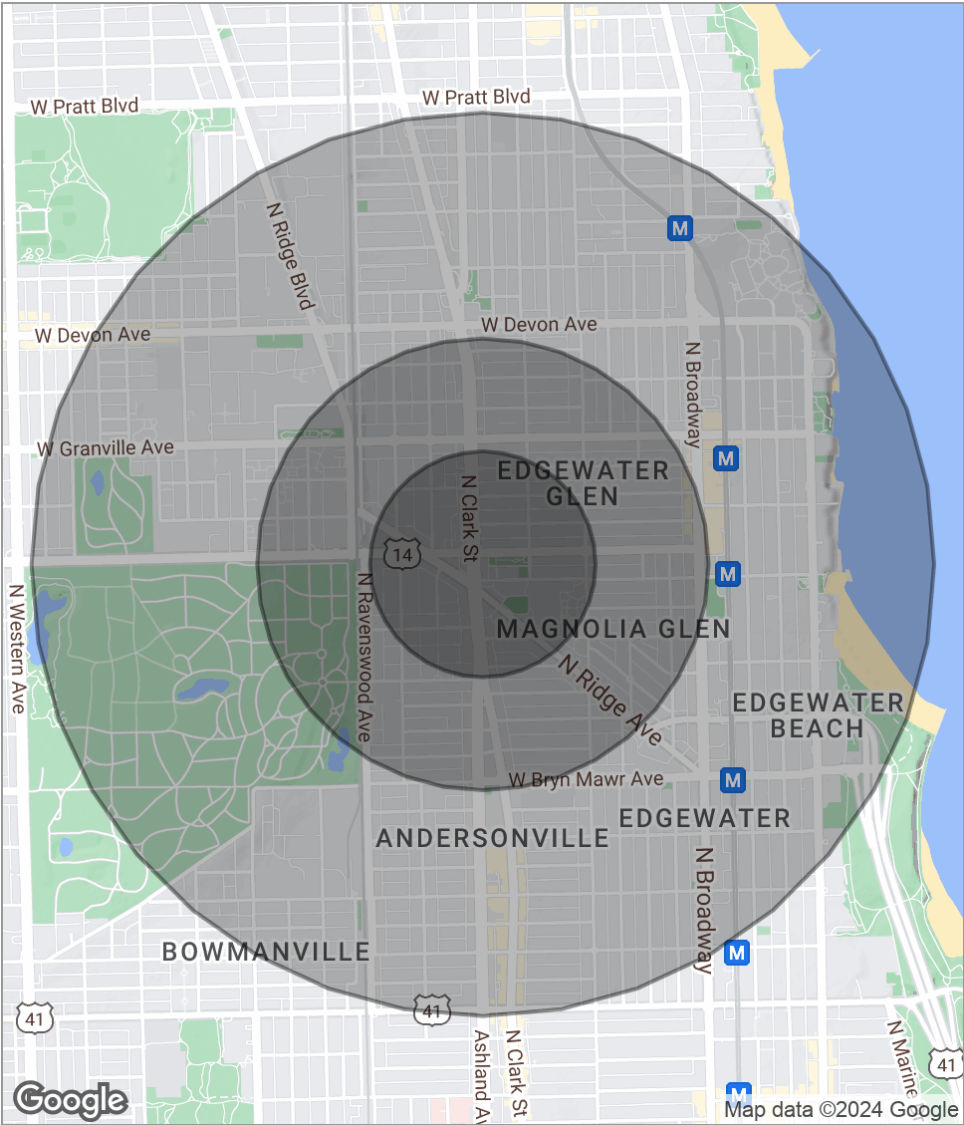 W Pratt Blvd
W Pratt Blvd
M
N Ridge Blvd
W Devon Ave
W Devon Ave
N Broadway
W Granville Ave
M
EDGEWATER
GLEN
N Clark St
14
M
N Western Ave
N Ravenswood Ave
MAGNOLIA GLEN
N Ridge Ave
EDGEWATER
BEACH
W Bryn Mawr Ave
M
EDGEWATER
ANDERSONVILLE
N Broadway
BOWMANVILLE
M
41
41
Ashland Av
N Clark St
N Marine
41
M
Google
Map data ©2024 Google